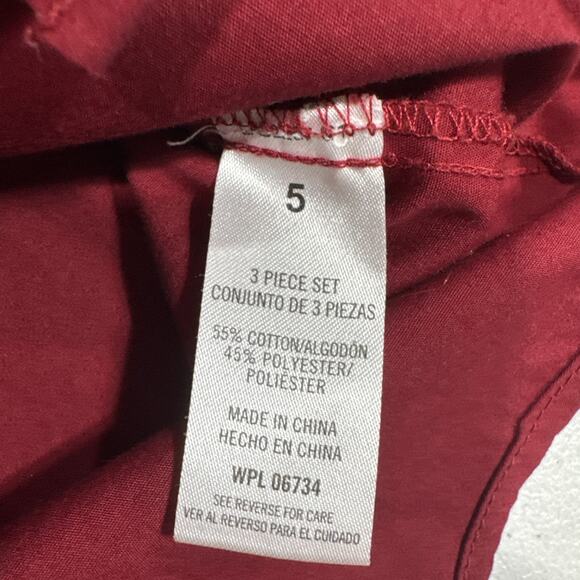 5
3 PIECE SET
CONJUNTO DE 3 PIEZAS
55% COTTON/ALGODÓN
45% POLYESTER/
POLIÉSTER
MADE IN CHINA
HECHO EN CHINA
WPL 06734
SEE REVERSE FOR CARE
VER AL REVERSO PARA EL CUIDADO